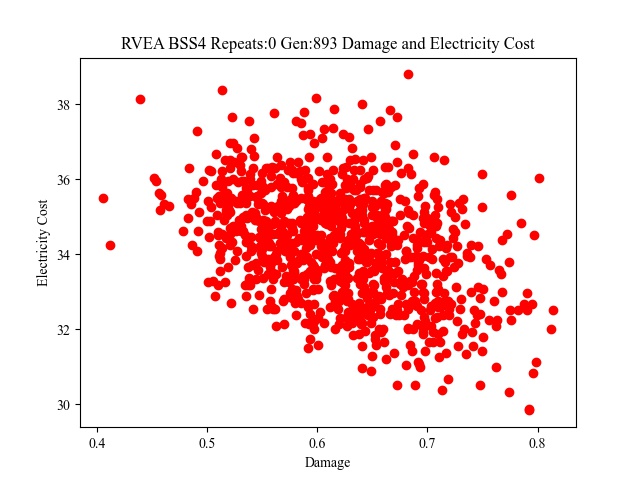 RVEA BSS4 Repeats:0 Gen:893 Damage and Electricity Cost
38
36
34
32
30
Electricity Cost
0.4 0.5 0.6 0.7 0.8
Damage